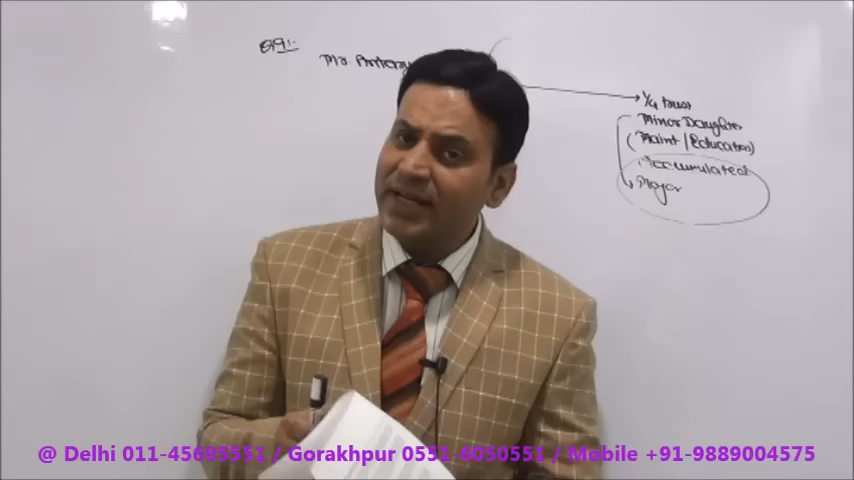 Q9:-
Mr. Antony
1/4 trust
Minor Daughter
(Maint/Education)
Accumulated
Major
@ Delhi 011-45695551 / Gorakhpur 0551-6050551 / Mobile +91-9889004575